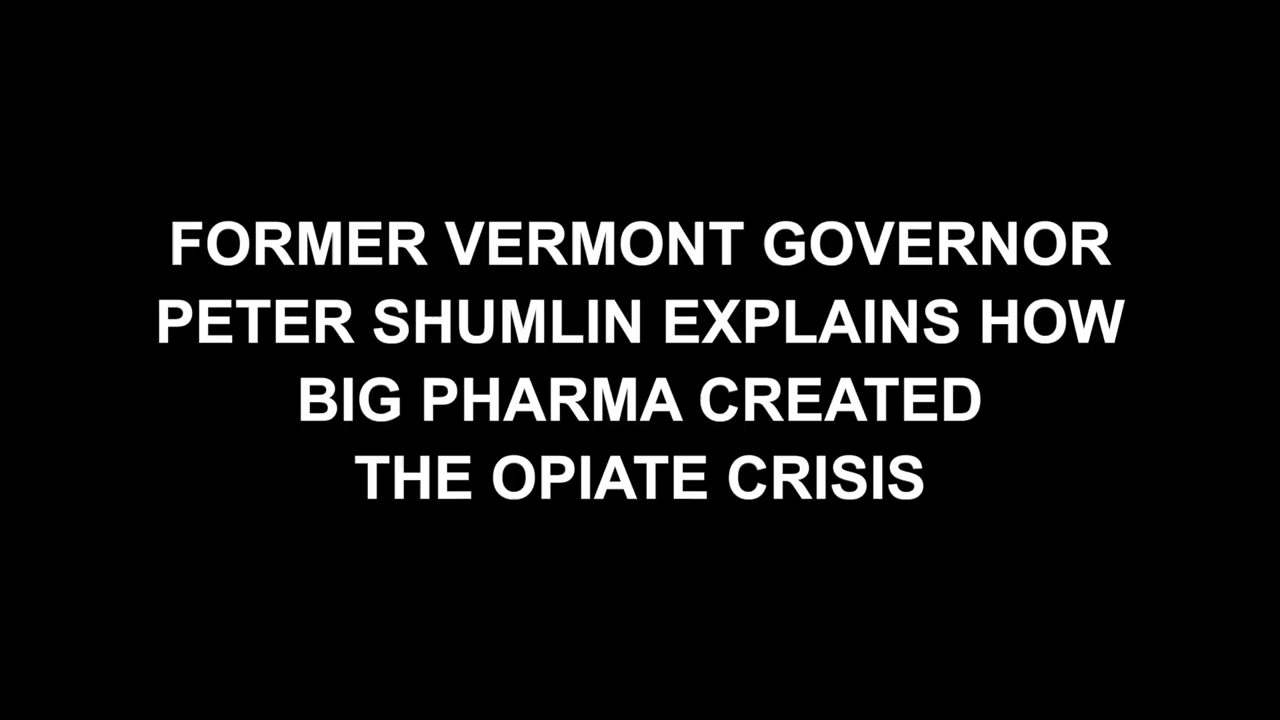 FORMER VERMONT GOVERNOR
PETER SHUMLIN EXPLAINS HOW
BIG PHARMA CREATED
THE OPIATE CRISIS